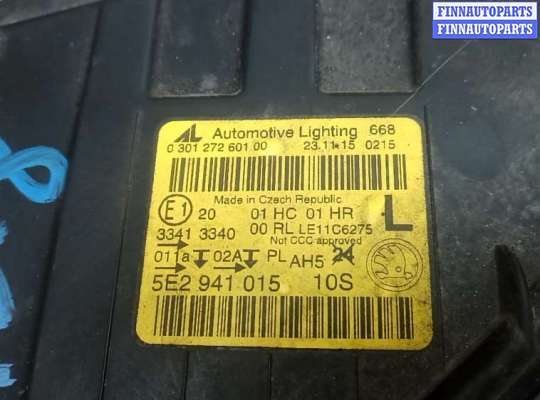 FINNAUTOPARTS
FINNAUTOPARTS
AL Automotive Lighting 668
0 301 272 601 00 23.11.15 0215
Made in Czech Republic
E1 20 01 HC 01 HR L
3341 3340 00 RL LE11C6275
Not CCC approved
011a 02A PL AH5 24
5E2 941 015 10S